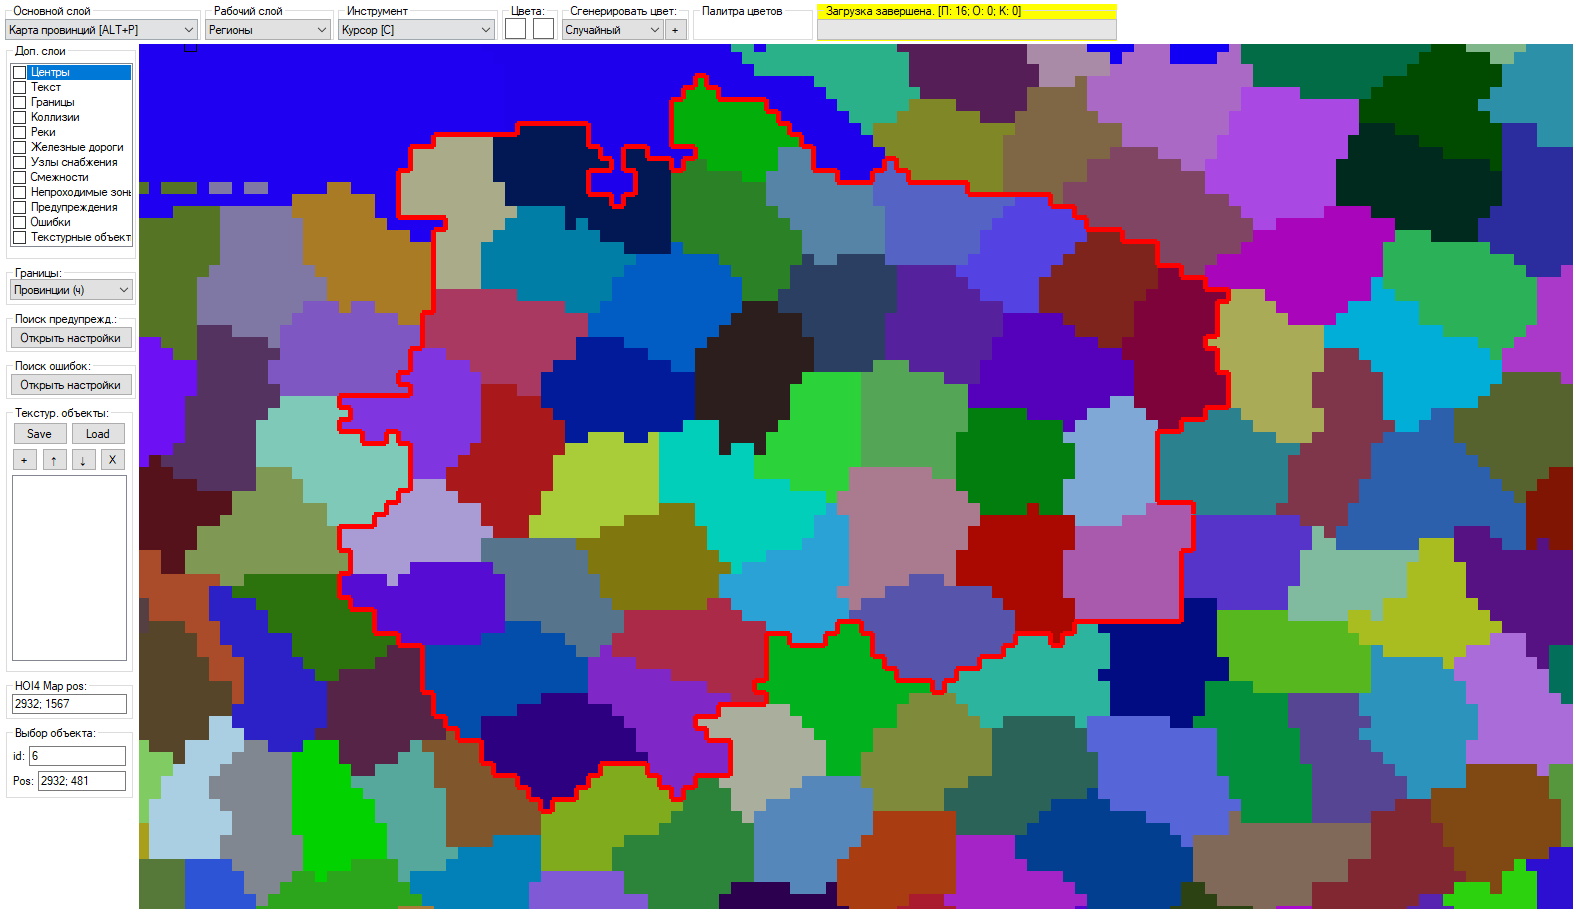 Основной слой
Рабочий слой
Инструмент
Цвета:
Сгенерировать цвет:
Палитра цветов
Загрузка завершена. [П: 16; О: 0; К: 0]
Карта провинций [ALT+P]
Регионы
Курсор [C]
Случайный
+
Доп. слои
Центры
Текст
Границы
Коллизии
Реки
Железные дороги
Узлы снабжения
Смежности
Непроходимые зоны
Предупреждения
Ошибки
Текстурные объект
Границы:
Провинции (ч)
Поиск предупрежд.:
Открыть настройки
Поиск ошибок:
Открыть настройки
Текстур. объекты:
Save
Load
+
↑
↓
X
HOI4 Map pos:
2932; 1567
Выбор объекта:
id:
6
Pos:
2932; 481